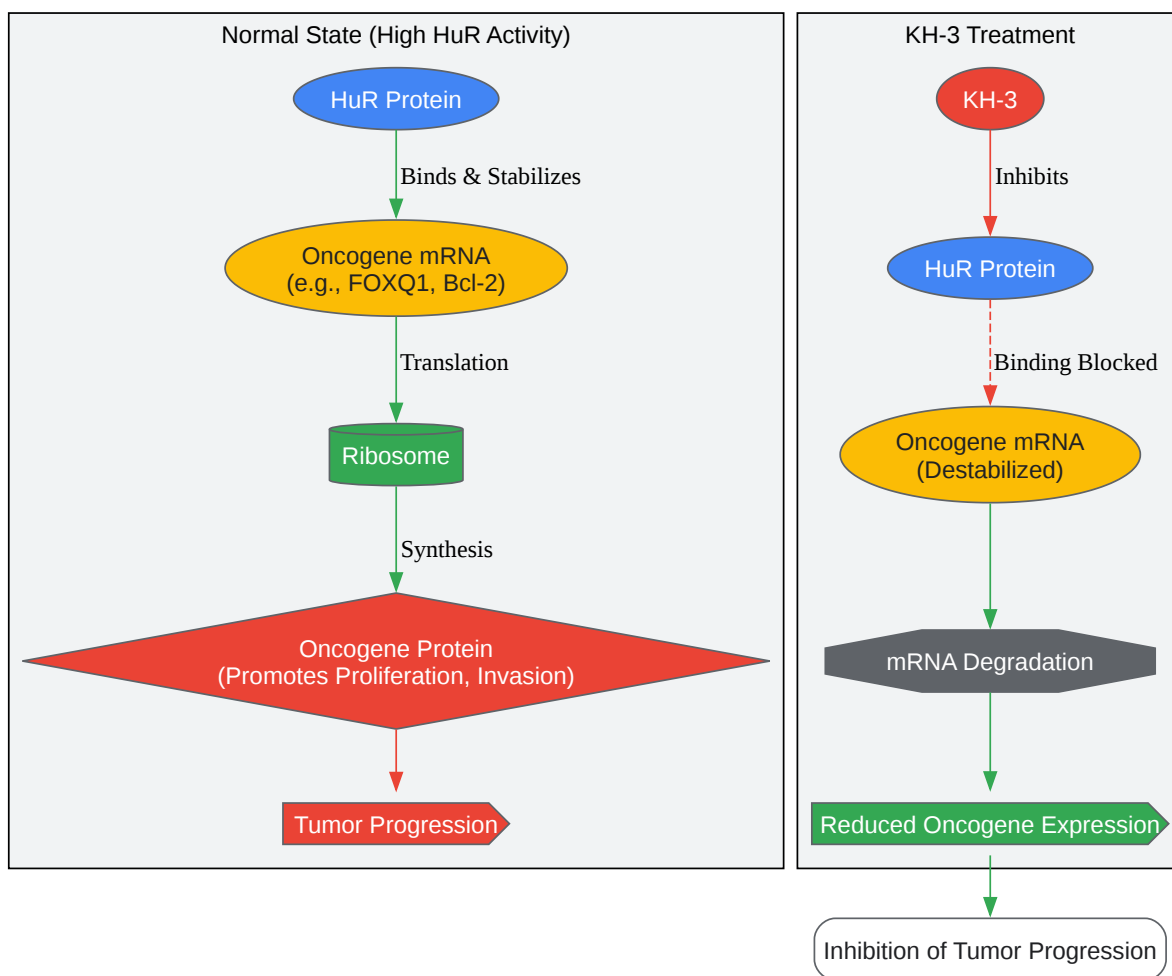 Normal State (High HuR Activity)
HuR Protein
Binds & Stabilizes
Oncogene mRNA
(e.g., FOXQ1, Bcl-2)
Translation
Ribosome
Synthesis
Oncogene Protein
(Promotes Proliferation, Invasion)
Tumor Progression
KH-3 Treatment
KH-3
Inhibits
HuR Protein
Binding Blocked
Oncogene mRNA
(Destabilized)
mRNA Degradation
Reduced Oncogene Expression
Inhibition of Tumor Progression